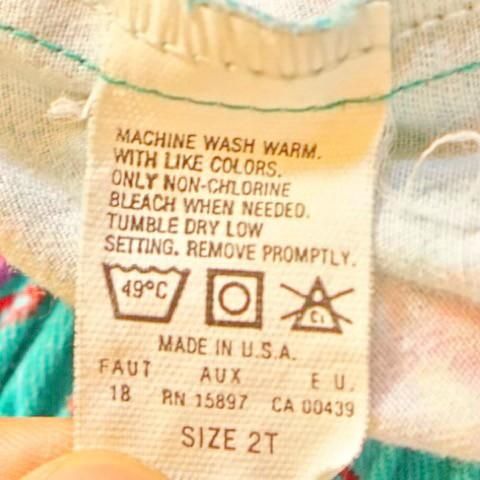 MACHINE WASH WARM.
WITH LIKE COLORS.
ONLY NON-CHLORINE
BLEACH WHEN NEEDED.
TUMBLE DRY LOW
SETTING. REMOVE PROMPTLY.
49°C Cl
MADE IN U.S.A.
FAUT AUX E U.
18 RN 15897 CA 00439
SIZE 2T